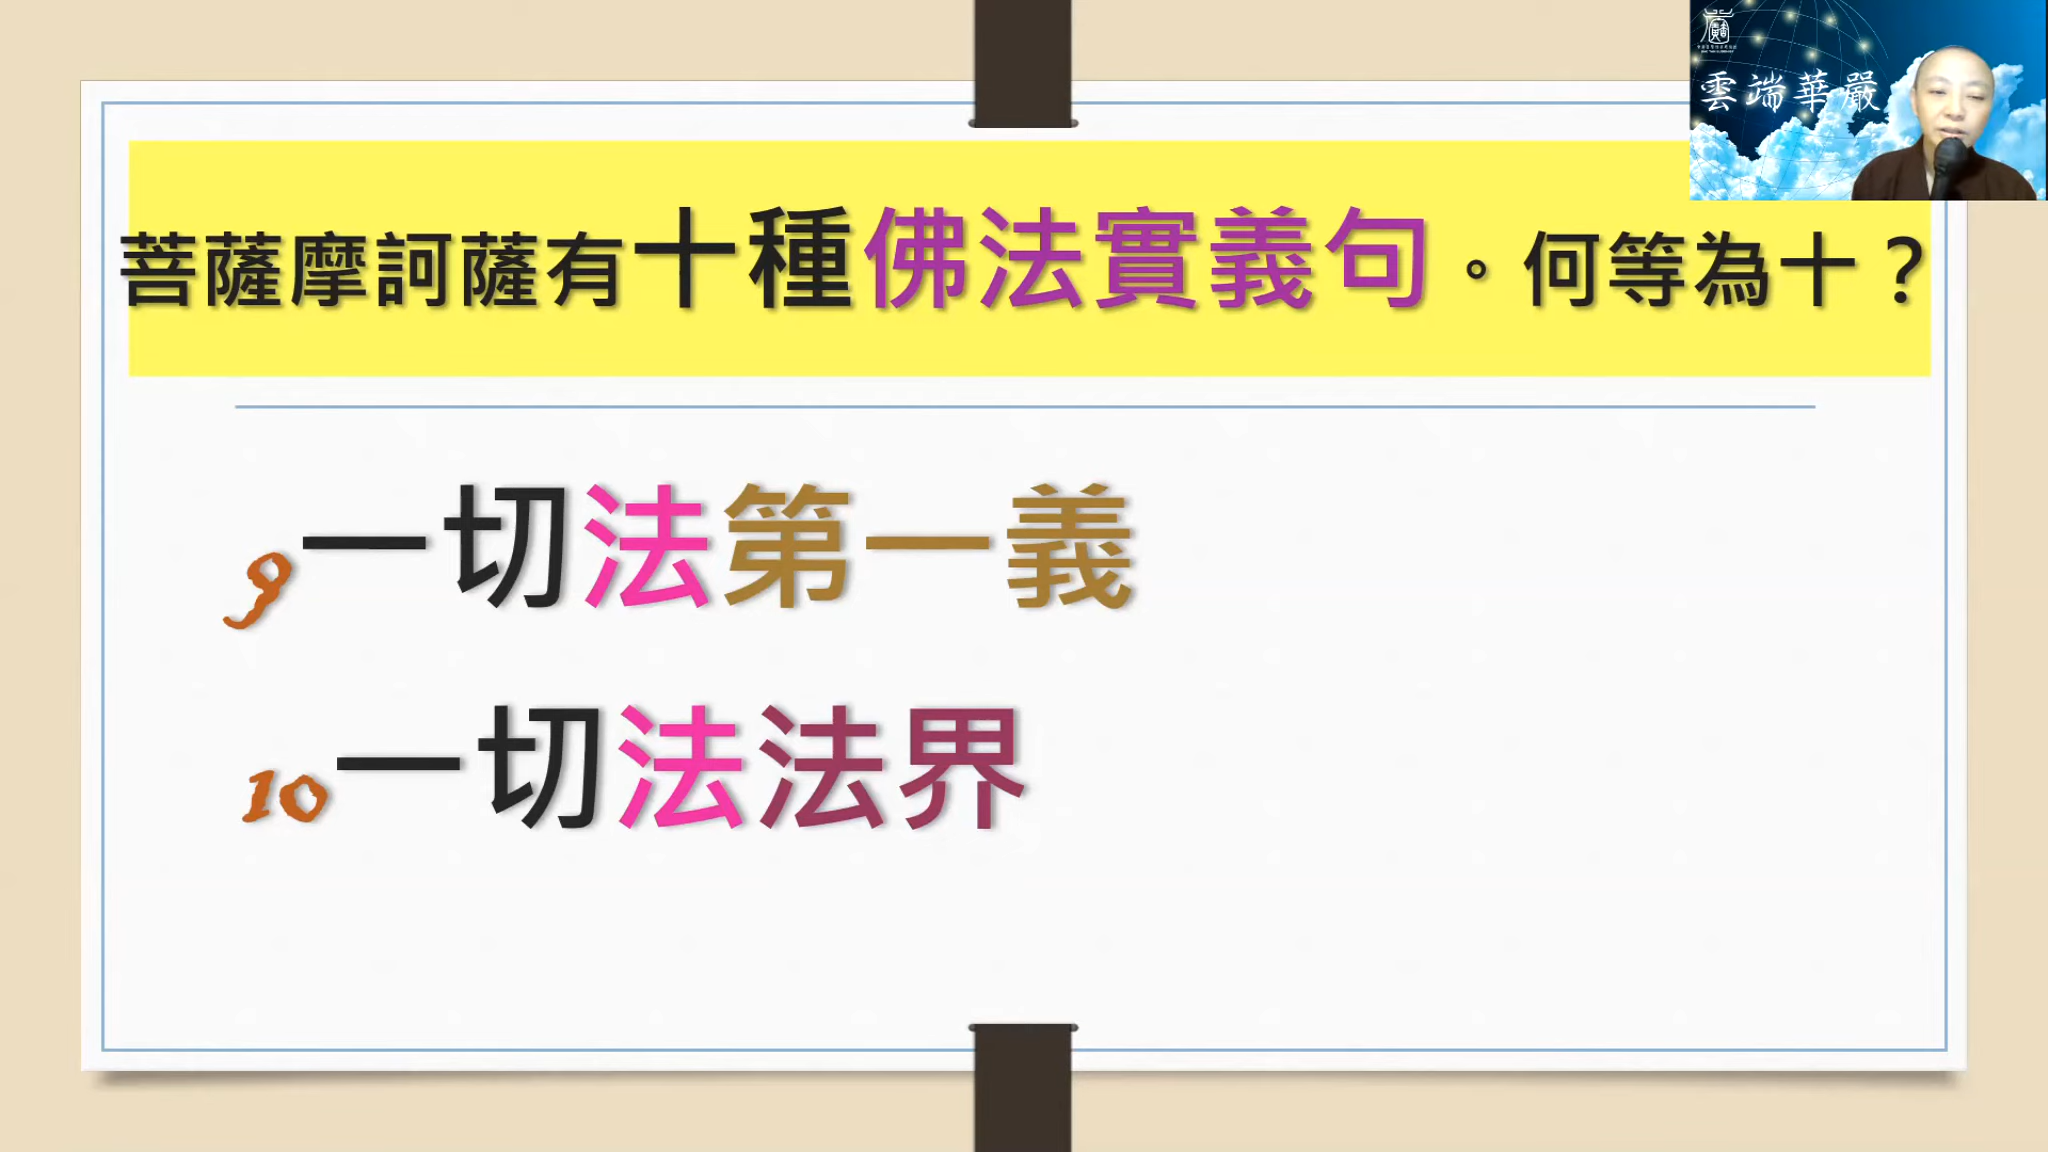 雲端華嚴
菩薩摩訶薩有十種佛法實義句。何等為十？
9一切法第一義
10一切法法界